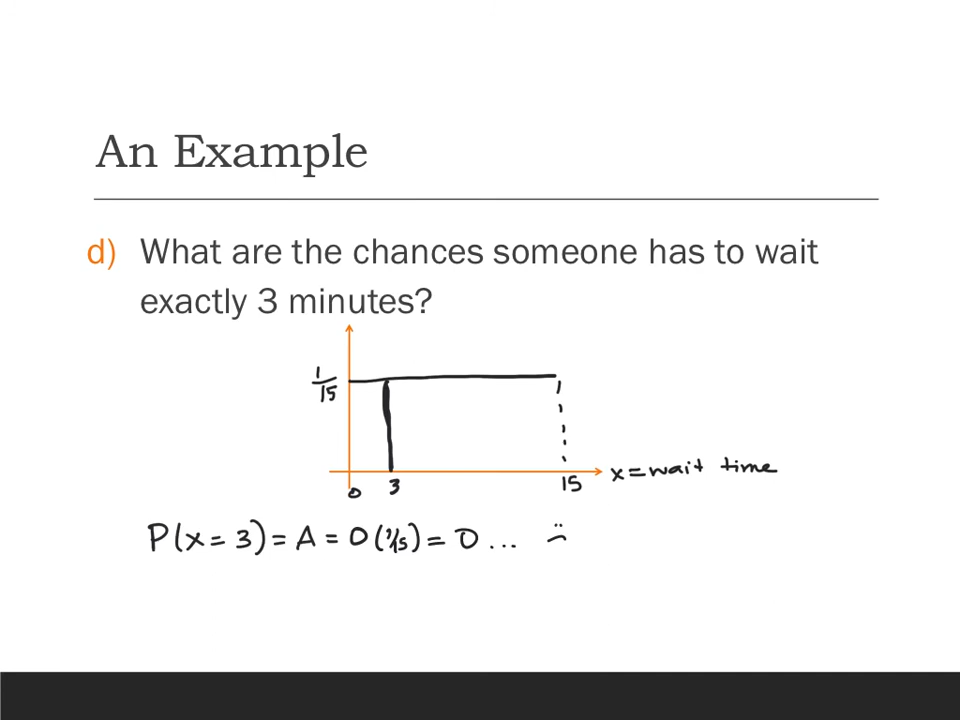 An Example
d) What are the chances someone has to wait
exactly 3 minutes?
1/15
0
3
15
x=wait time
P(x=3)=A=0(1/15)=0...